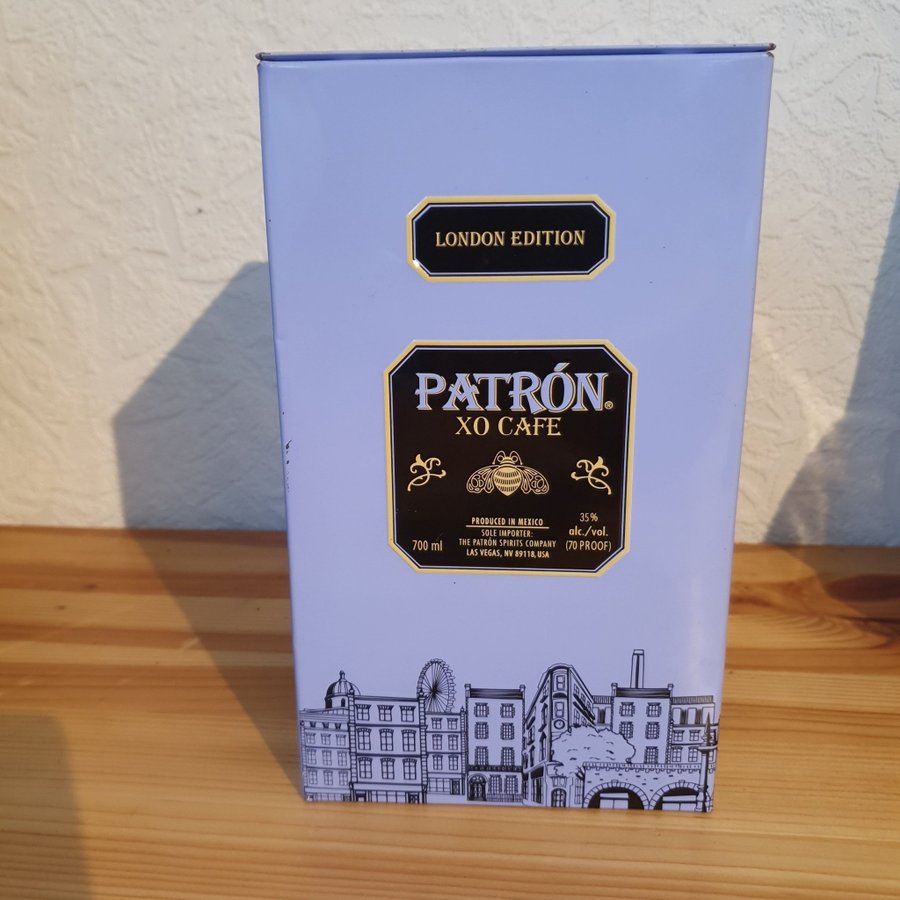 LONDON EDITION
PATRÓN®
XO CAFE
PRODUCED IN MEXICO
SOLE IMPORTER:
THE PATRÓN SPIRITS COMPANY
LAS VEGAS, NV 89118, USA
700 ml
35%
alc./vol.
(70 PROOF)